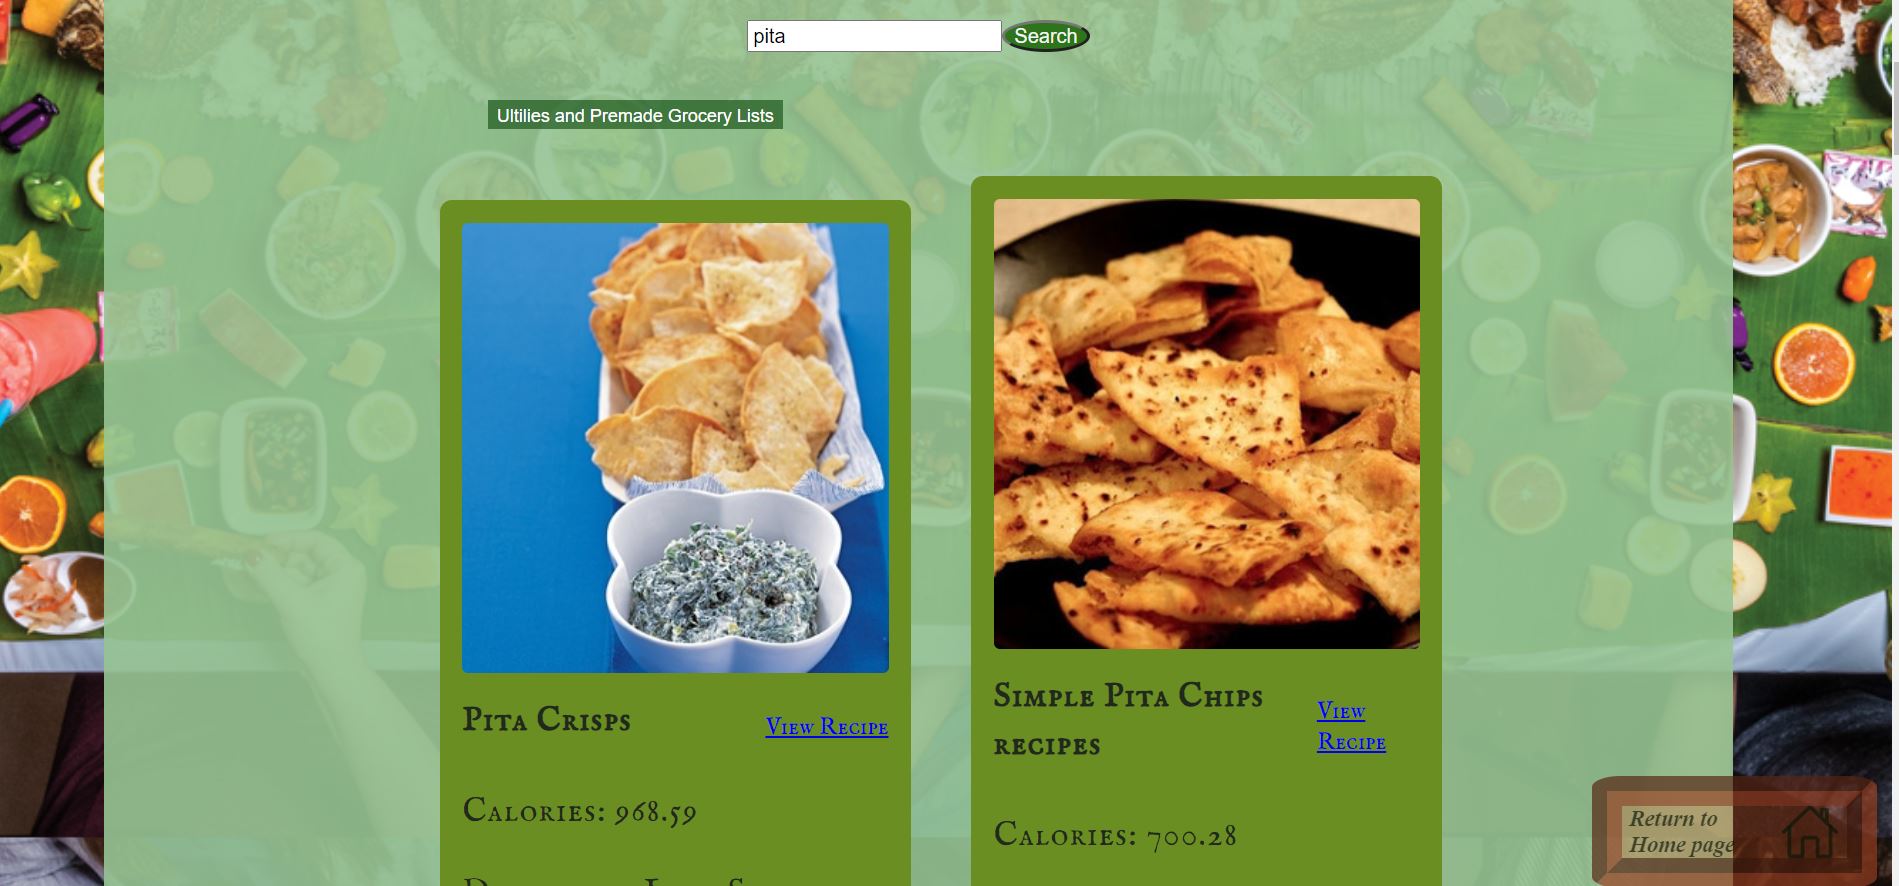 pita
Search
Ultilies and Premade Grocery Lists
Pita Crisps
View Recipe
Calories: 968.59
Simple Pita Chips
recipes
View
Recipe
Calories: 700.28
Return to
Home page